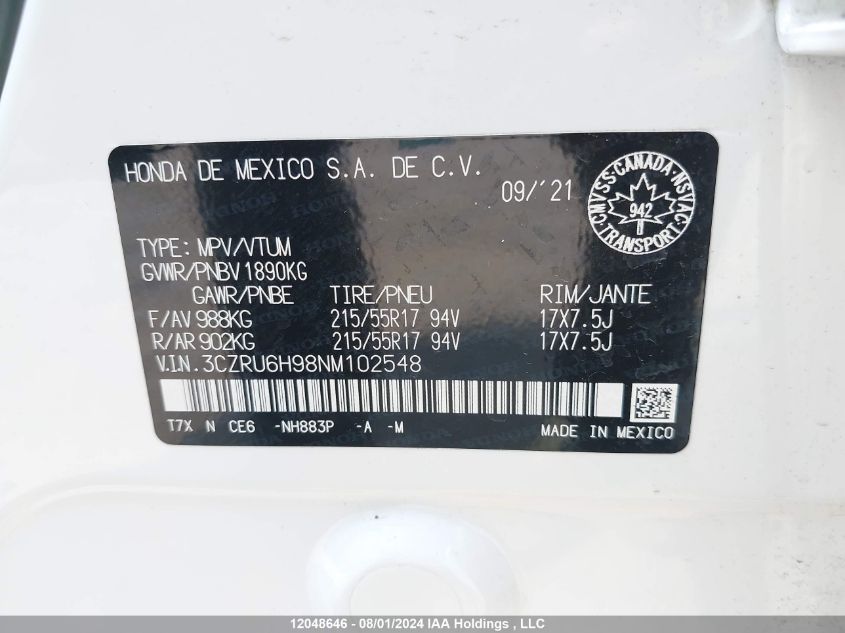 HONDA DE MEXICO S.A. DE C.V.
09/'21
CMVSS·CANADA·NSVAC
942
TRANSPORT
TYPE: MPV/VTUM
GVWR/PNBV 1890KG
GAWR/PNBE TIRE/PNEU RIM/JANTE
F/AV 988KG 215/55R17 94V 17X7.5J
R/AR 902KG 215/55R17 94V 17X7.5J
V.I.N. 3CZRU6H98NM102548
T7X N CE6 -NH883P -A -M
MADE IN MEXICO
12048646 - 08/01/2024 IAA Holdings , LLC